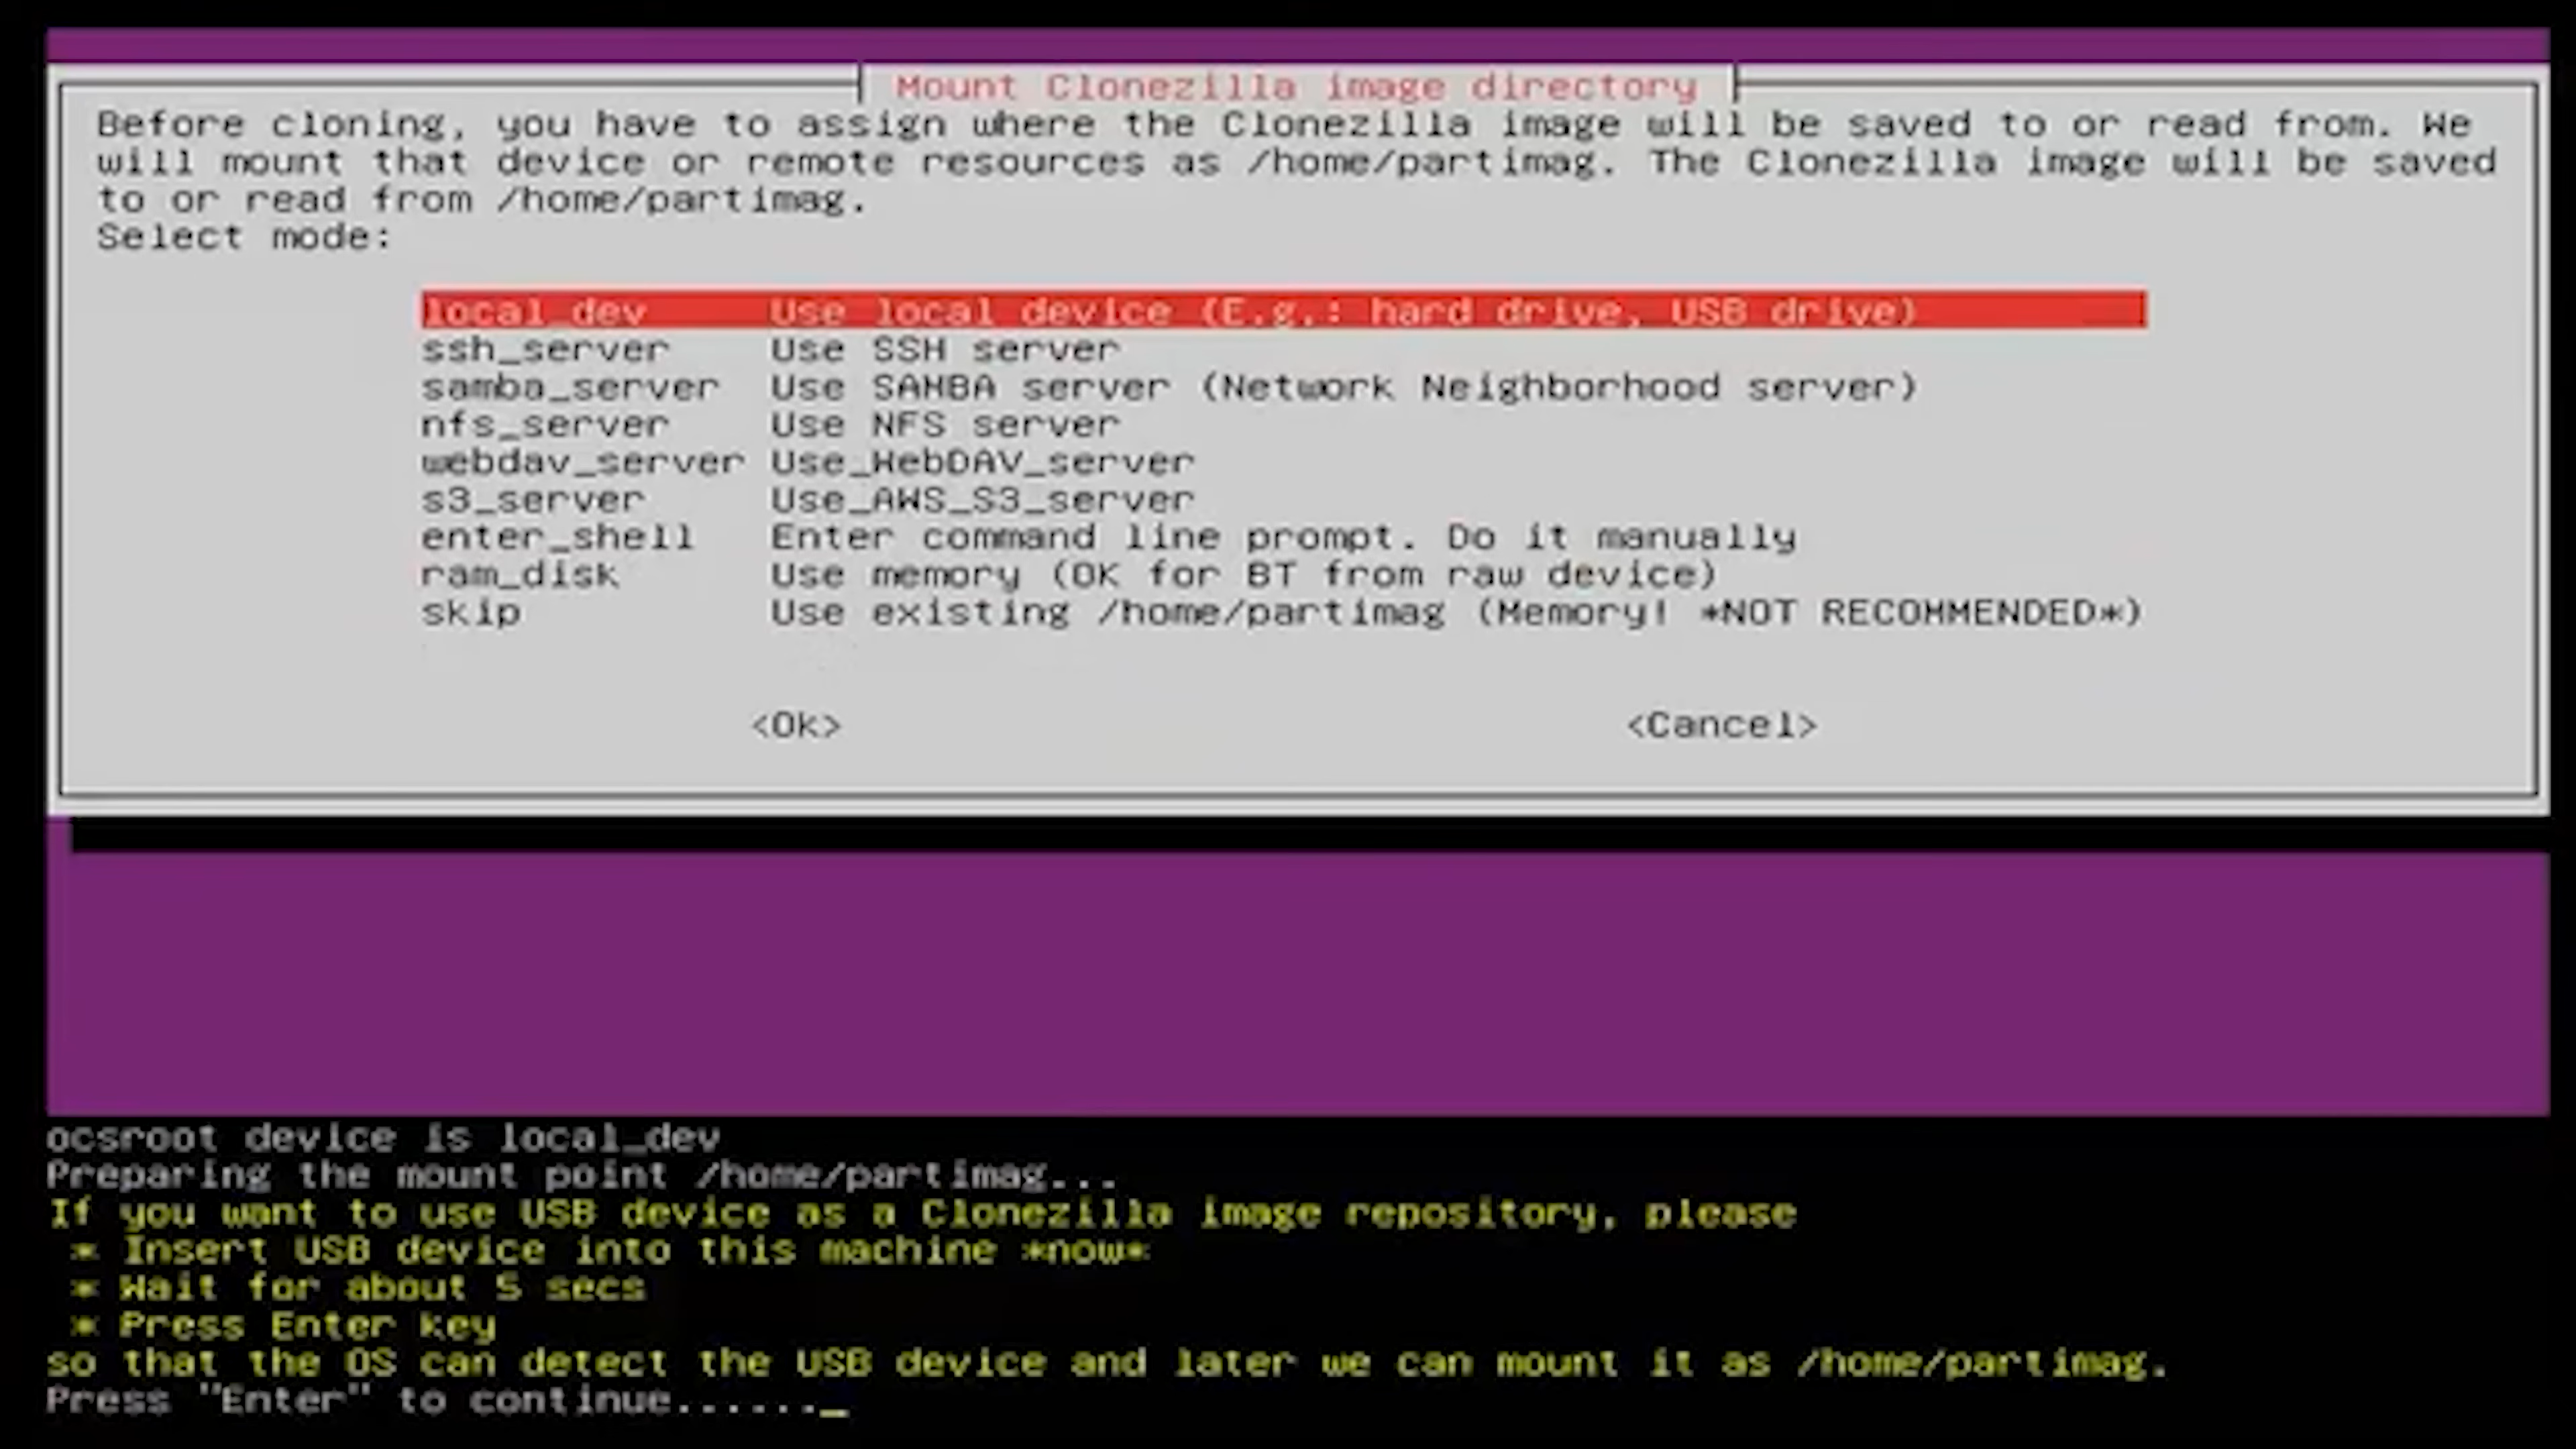 Mount Clonezilla image directory
Before cloning, you have to assign where the Clonezilla image will be saved to or read from. We
will mount that device or remote resources as /home/partimag. The Clonezilla image will be saved
to or read from /home/partimag.
Select mode:
local_dev Use local device (E.g.: hard drive, USB drive)
ssh_server Use SSH server
samba_server Use SAMBA server (Network Neighborhood server)
nfs_server Use NFS server
webdav_server Use_WebDAV_server
s3_server Use_AWS_S3_server
enter_shell Enter command line prompt. Do it manually
ram_disk Use memory (OK for BT from raw device)
skip Use existing /home/partimag (Memory! *NOT RECOMMENDED*)
<Ok> <Cancel>
ocsroot device is local_dev
Preparing the mount point /home/partimag...
If you want to use USB device as a Clonezilla image repository, please
* Insert USB device into this machine *now*
* Wait for about 5 secs
* Press Enter key
so that the OS can detect the USB device and later we can mount it as /home/partimag.
Press "Enter" to continue......_